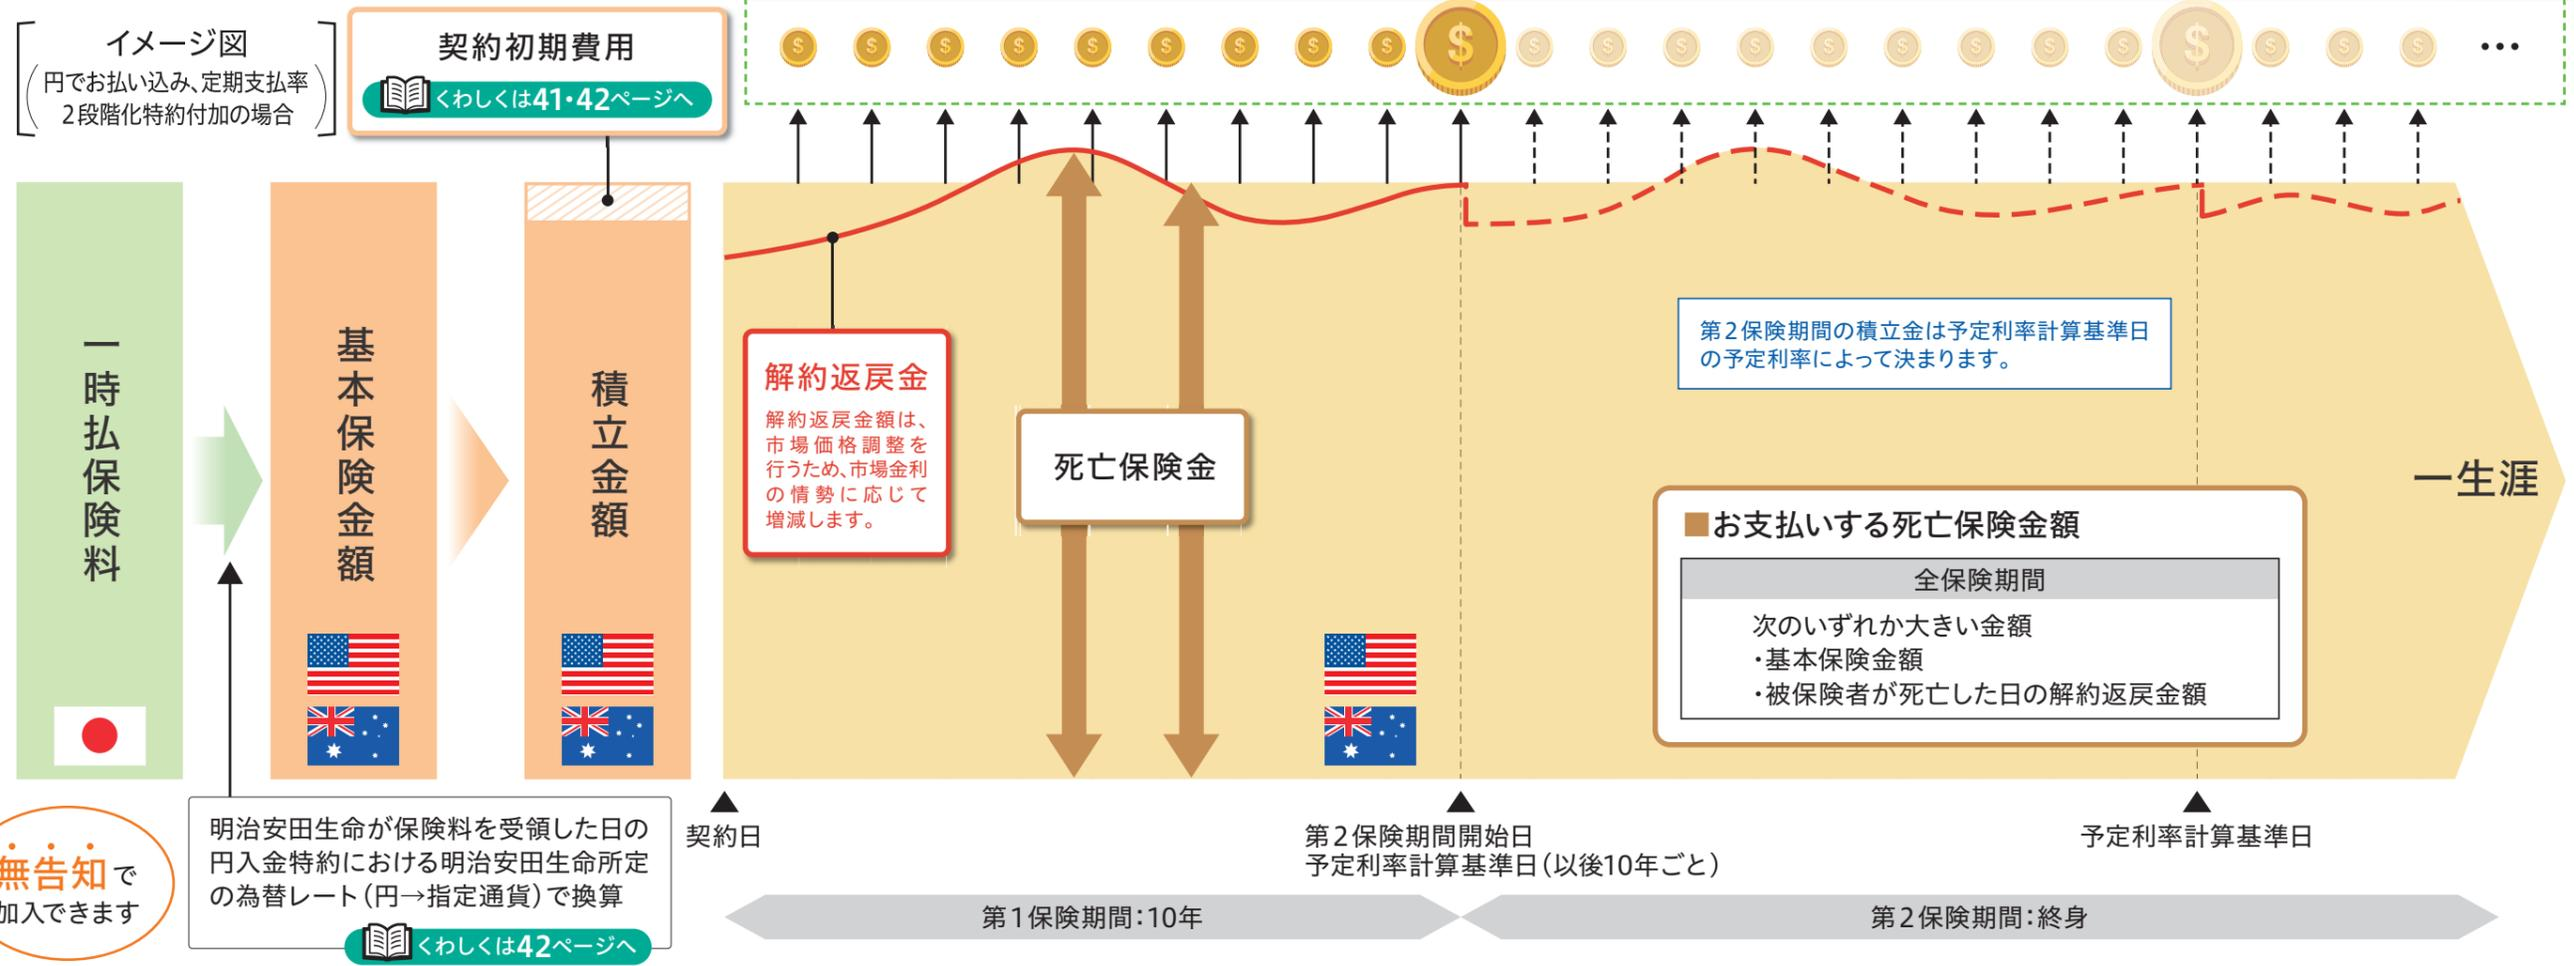 イメージ図
(円でお払い込み、定期支払率
2段階化特約付加の場合)
契約初期費用
くわしくは41・42ページへ
$ $ $ $ $ $ $ $ $ $ $ $ $ $ $ $ $ $ $ $ $ $ $ …
一時払保険料
基本保険金額
積立金額
解約返戻金
解約返戻金額は、
市場価格調整を
行うため、市場金利
の情勢に応じて
増減します。
死亡保険金
第2保険期間の積立金は予定利率計算基準日
の予定利率によって決まります。
一生涯
■お支払いする死亡保険金額
全保険期間
次のいずれか大きい金額
・基本保険金額
・被保険者が死亡した日の解約返戻金額
無告知で
加入できます
明治安田生命が保険料を受領した日の
円入金特約における明治安田生命所定
の為替レート(円→指定通貨)で換算
くわしくは42ページへ
契約日
第2保険期間開始日
予定利率計算基準日(以後10年ごと)
予定利率計算基準日
第1保険期間:10年
第2保険期間:終身